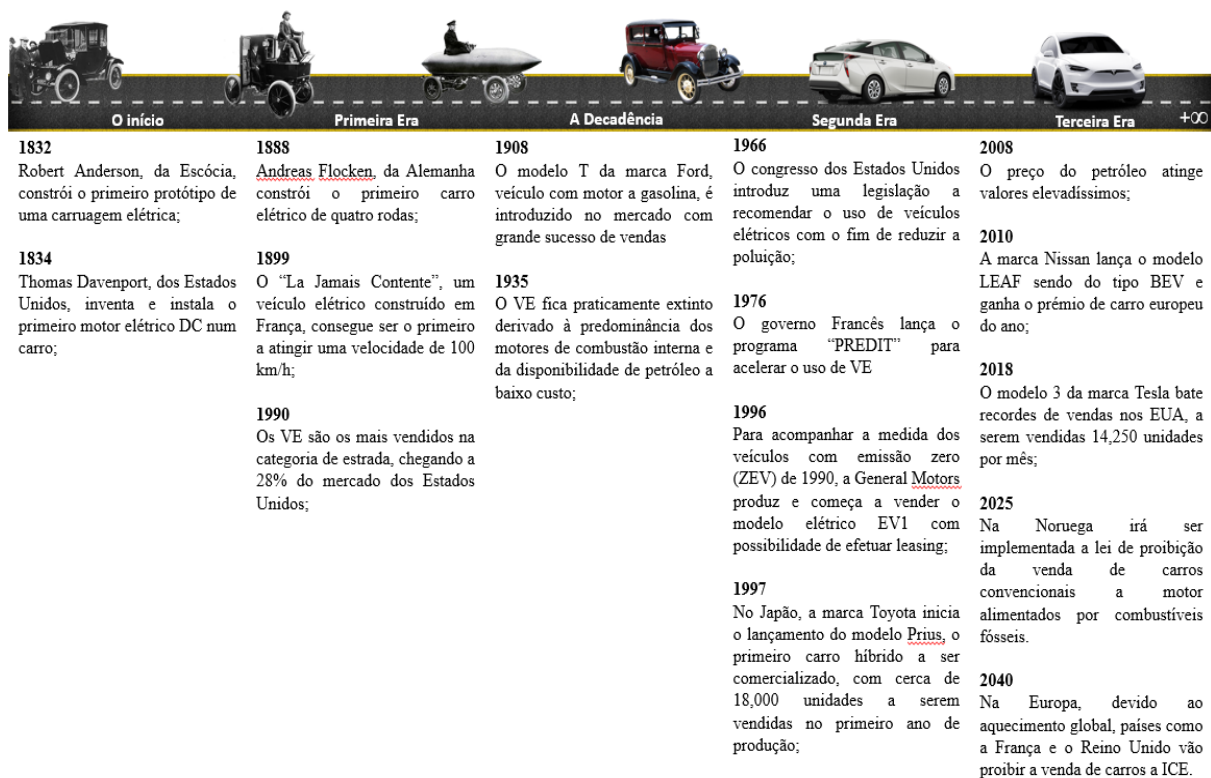 O início
Primeira Era
A Decadência
Segunda Era
Terceira Era
+∞
1832
Robert Anderson, da Escócia,
constrói o primeiro protótipo de
uma carruagem elétrica;
1834
Thomas Davenport, dos Estados
Unidos, inventa e instala o
primeiro motor elétrico DC num
carro;
1888
Andreas Flocken, da Alemanha
constrói o primeiro carro
elétrico de quatro rodas;
1899
O “La Jamais Contente”, um
veículo elétrico construído em
França, consegue ser o primeiro
a atingir uma velocidade de 100
km/h;
1990
Os VE são os mais vendidos na
categoria de estrada, chegando a
28% do mercado dos Estados
Unidos;
1908
O modelo T da marca Ford,
veículo com motor a gasolina, é
introduzido no mercado com
grande sucesso de vendas
1935
O VE fica praticamente extinto
derivado à predominância dos
motores de combustão interna e
da disponibilidade de petróleo a
baixo custo;
1966
O congresso dos Estados Unidos
introduz uma legislação a
recomendar o uso de veículos
elétricos com o fim de reduzir a
poluição;
1976
O governo Francês lança o
programa “PREDIT” para
acelerar o uso de VE
1996
Para acompanhar a medida dos
veículos com emissão zero
(ZEV) de 1990, a General Motors
produz e começa a vender o
modelo elétrico EV1 com
possibilidade de efetuar leasing;
1997
No Japão, a marca Toyota inicia
o lançamento do modelo Prius, o
primeiro carro híbrido a ser
comercializado, com cerca de
18,000 unidades a serem
vendidas no primeiro ano de
produção;
2008
O preço do petróleo atinge
valores elevadíssimos;
2010
A marca Nissan lança o modelo
LEAF sendo do tipo BEV e
ganha o prémio de carro europeu
do ano;
2018
O modelo 3 da marca Tesla bate
recordes de vendas nos EUA, a
serem vendidas 14,250 unidades
por mês;
2025
Na Noruega irá ser
implementada a lei de proibição
da venda de carros
convencionais a motor
alimentados por combustíveis
fósseis.
2040
Na Europa, devido ao
aquecimento global, países como
a França e o Reino Unido vão
proibir a venda de carros a ICE.